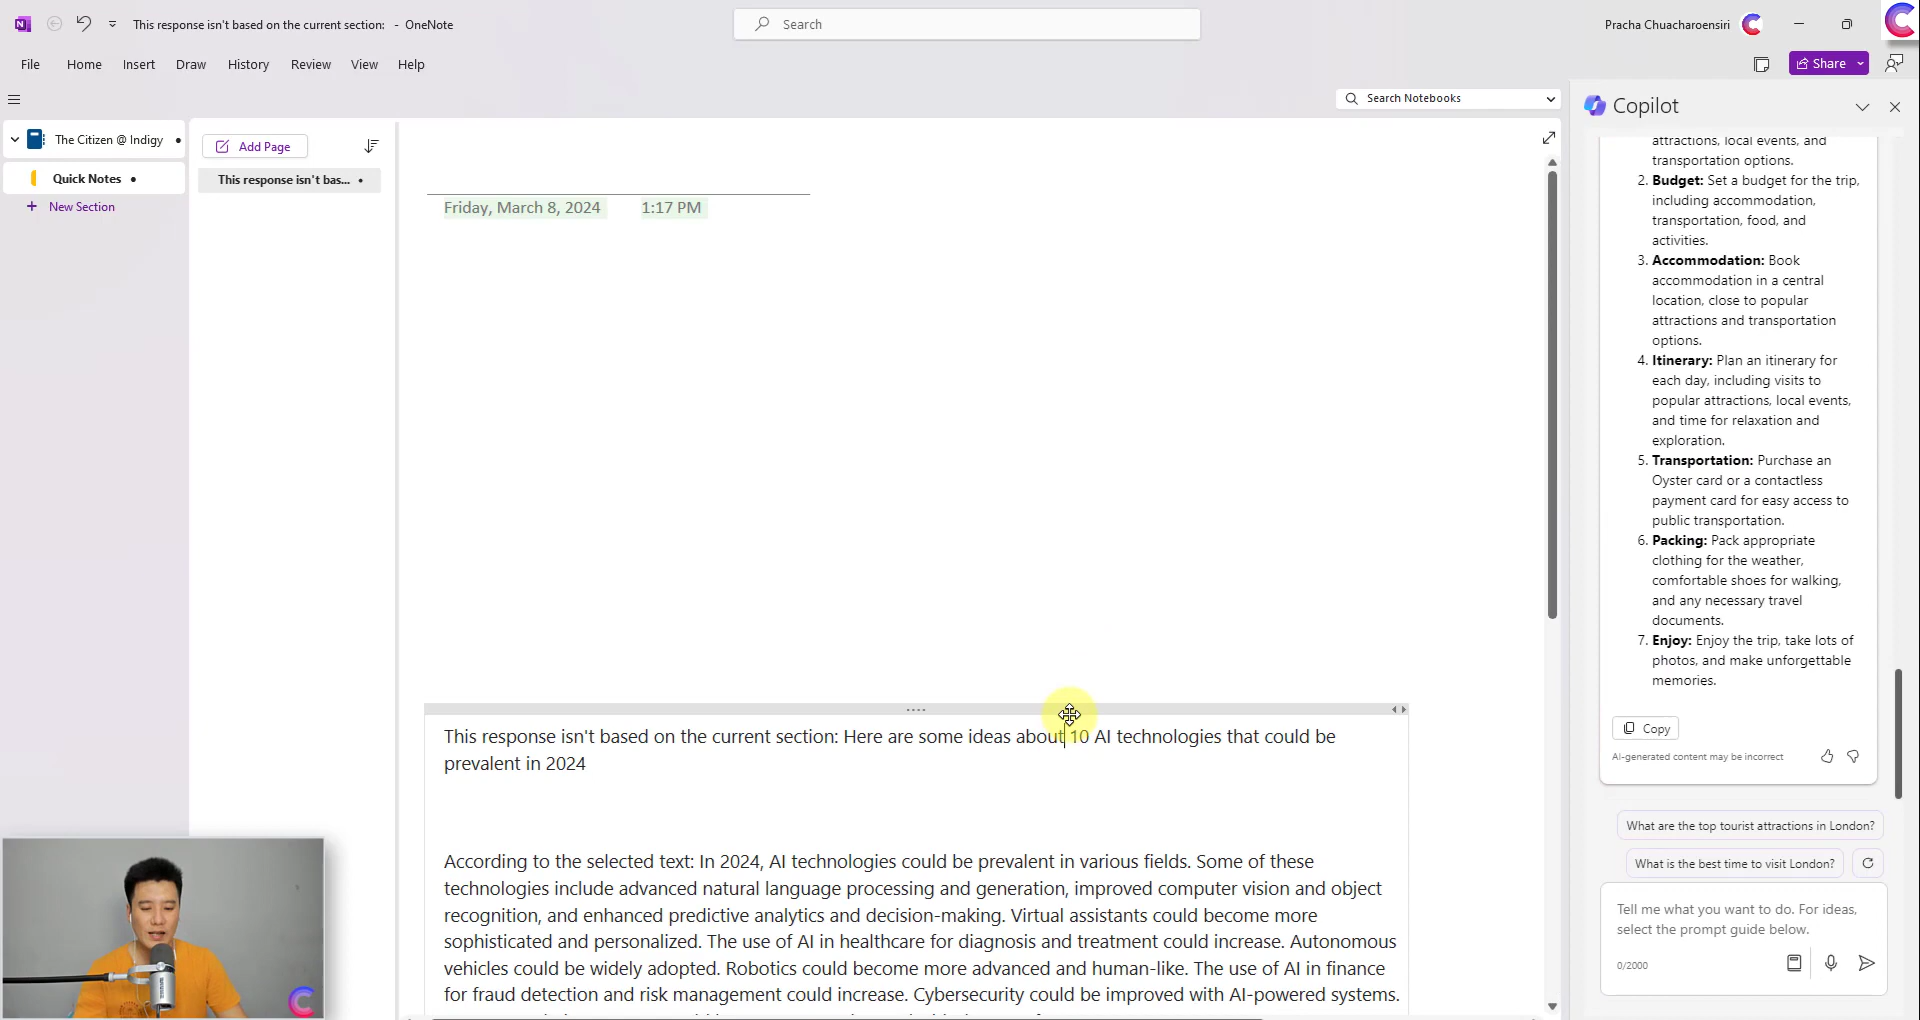 This response isn't based on the current section: - OneNote
Search
Pracha Chuacharoensiri
File Home Insert Draw History Review View Help
Share
Search Notebooks
Copilot
The Citizen @ Indigy
Add Page
Quick Notes
This response isn't bas...
New Section
Friday, March 8, 2024 1:17 PM
This response isn't based on the current section: Here are some ideas about 10 AI technologies that could be
prevalent in 2024
According to the selected text: In 2024, AI technologies could be prevalent in various fields. Some of these
technologies include advanced natural language processing and generation, improved computer vision and object
recognition, and enhanced predictive analytics and decision-making. Virtual assistants could become more
sophisticated and personalized. The use of AI in healthcare for diagnosis and treatment could increase. Autonomous
vehicles could be widely adopted. Robotics could become more advanced and human-like. The use of AI in finance
for fraud detection and risk management could increase. Cybersecurity could be improved with AI-powered systems.
attractions, local events, and
transportation options.
2. Budget: Set a budget for the trip,
including accommodation,
transportation, food, and
activities.
3. Accommodation: Book
accommodation in a central
location, close to popular
attractions and transportation
options.
4. Itinerary: Plan an itinerary for
each day, including visits to
popular attractions, local events,
and time for relaxation and
exploration.
5. Transportation: Purchase an
Oyster card or a contactless
payment card for easy access to
public transportation.
6. Packing: Pack appropriate
clothing for the weather,
comfortable shoes for walking,
and any necessary travel
documents.
7. Enjoy: Enjoy the trip, take lots of
photos, and make unforgettable
memories.
Copy
AI-generated content may be incorrect
What are the top tourist attractions in London?
What is the best time to visit London?
Tell me what you want to do. For ideas,
select the prompt guide below.
0/2000